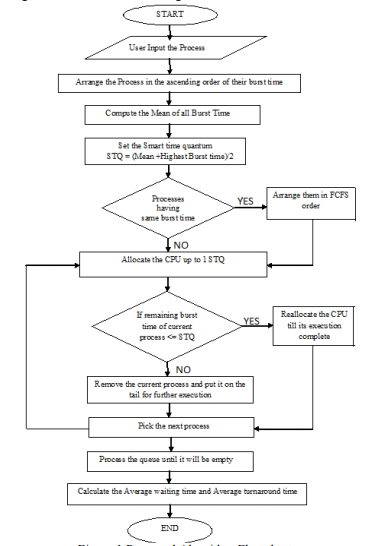 START
User Input the Process
Arrange the Process in the ascending order of their burst time
Compute the Mean of all Burst Time
Set the Smart time quantum
STQ = (Mean +Highest Burst time)/2
Processes
having
same burst time
YES
Arrange them in FCFS
order
NO
Allocate the CPU up to 1 STQ
If remaining burst
time of current
process <= STQ
YES
Reallocate the CPU
till its execution
complete
NO
Remove the current process and put it on the
tail for further execution
Pick the next process
Process the queue until it will be empty
Calculate the Average waiting time and Average turnaround time
END